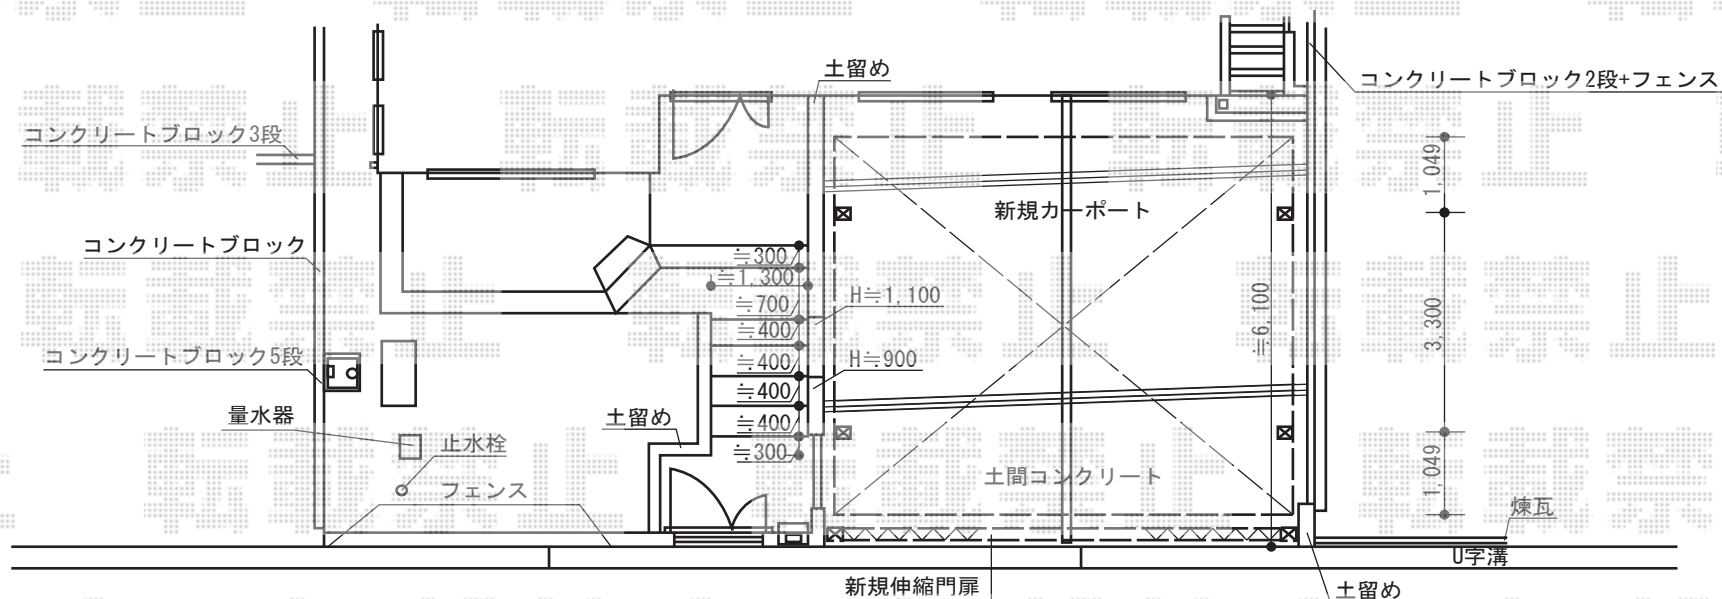 土留め
コンクリートブロック2段+フェンス
コンクリートブロック3段
1,049
新規カーポート
コンクリートブロック
≒300
≒1,300
H≒1,100
≒700
≒6,100
3,300
≒400
コンクリートブロック5段
≒400
H≒900
≒400
量水器
土留め
≒400
止水栓
≒300
土間コンクリート
1,049
フェンス
煉瓦
U字溝
新規伸縮門扉
土留め